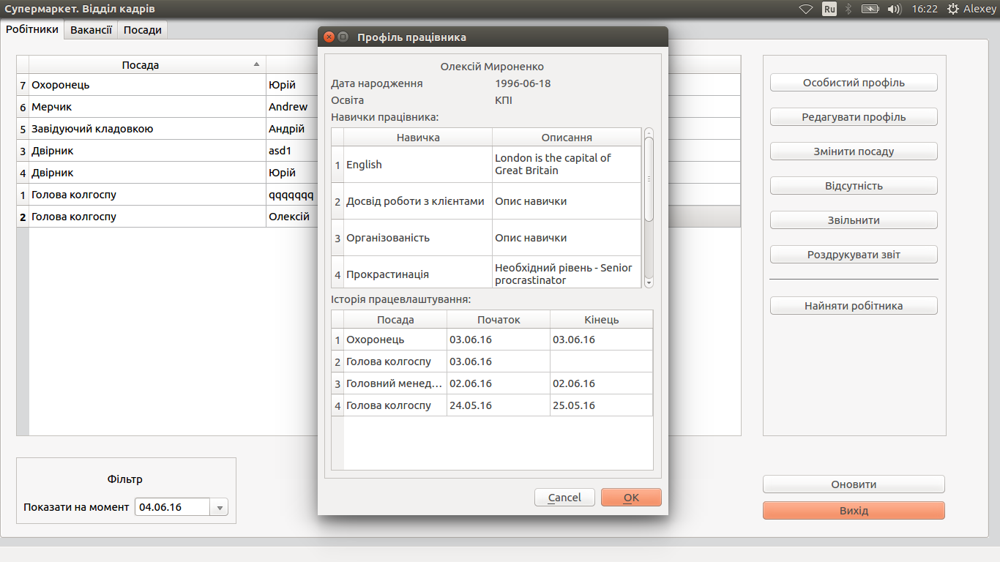 Супермаркет. Відділ кадрів
Ru
16:22
Alexey
Робітники
Вакансії
Посади
Посада
7 Охоронець Юрій
6 Мерчик Andrew
5 Завідуючий кладовкою Андрій
3 Двірник asd1
4 Двірник Юрій
1 Голова колгоспу qqqqqqq
2 Голова колгоспу Олексій
Фільтр
Показати на момент 04.06.16
Профіль працівника
Олексій Мироненко
Дата народження 1996-06-18
Освіта КПІ
Навички працівника:
Навичка Описання
1 English London is the capital of
Great Britain
2 Досвід роботи з клієнтами Опис навички
3 Організованість Опис навички
4 Прокрастинація Необхідний рівень - Senior
procrastinator
Історія працевлаштування:
Посада Початок Кінець
1 Охоронець 03.06.16 03.06.16
2 Голова колгоспу 03.06.16
3 Головний менед... 02.06.16 02.06.16
4 Голова колгоспу 24.05.16 25.05.16
Cancel
OK
Особистий профіль
Редагувати профіль
Змінити посаду
Відсутність
Звільнити
Роздрукувати звіт
Найняти робітника
Оновити
Вихід